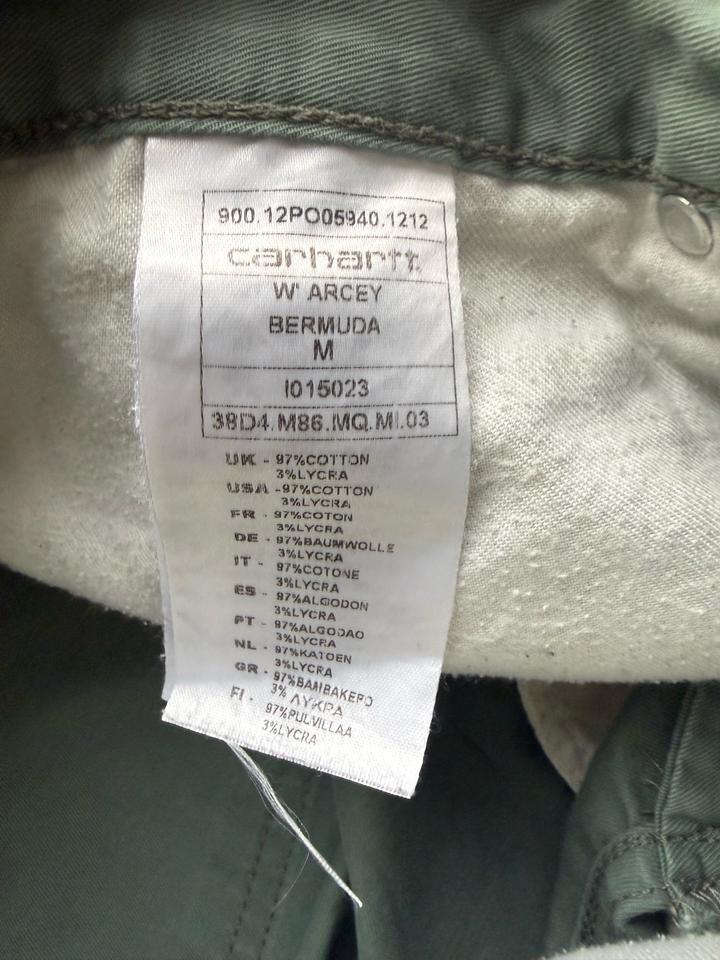 900.12PO05940.1212
carhartt
W' ARCEY
BERMUDA
M
I015023
38D4.M86.MQ.MI.03
UK - 97%COTTON
3%LYCRA
USA -97%COTTON
3%LYCRA
FR - 97%COTON
3%LYCRA
DE - 97%BAUMWOLLE
3%LYCRA
IT - 97%COTONE
3%LYCRA
ES - 97%ALGODON
3%LYCRA
PT - 97%ALGODAO
3%LYCRA
NL - 97%KATOEN
3%LYCRA
GR - 97%BAMBAKEPO
3% ΛΥΚΡΑ
FI - 97%PUUVILLAA
3%LYCRA